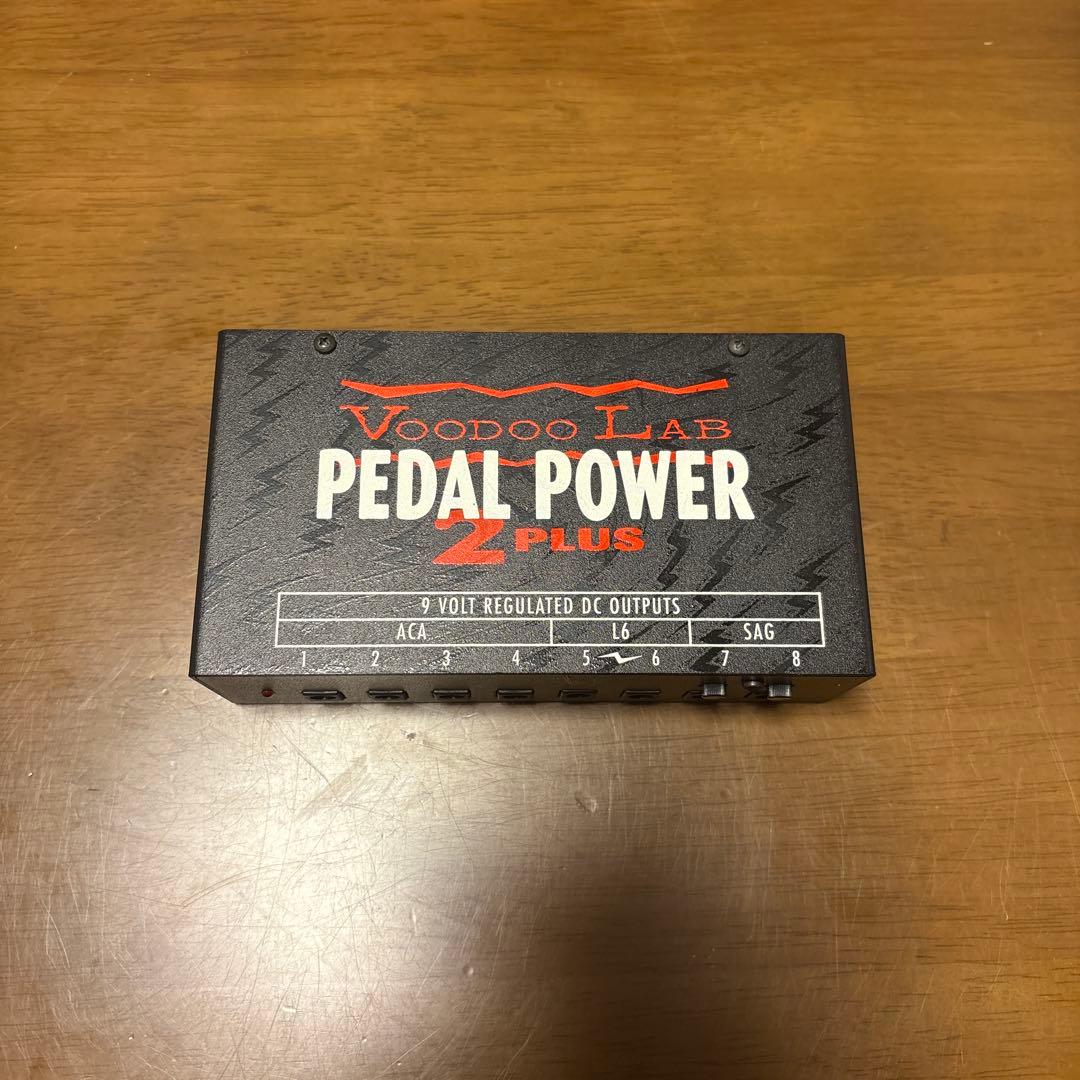 VOODOO LAB
PEDAL POWER
2 PLUS
9 VOLT REGULATED DC OUTPUTS
ACA L6 SAG
1 2 3 4 5 6 7 8